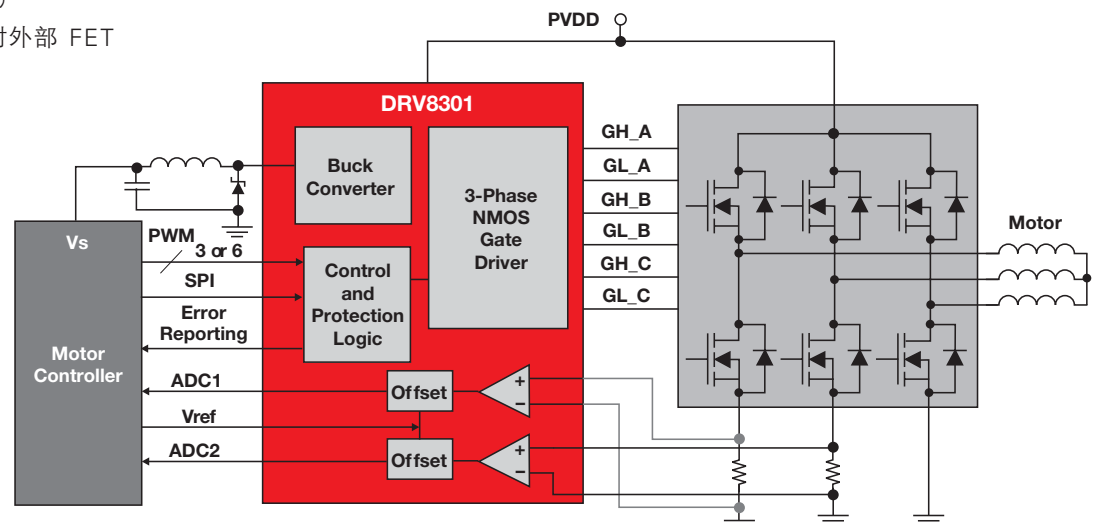 外部 FET
PVDD
DRV8301
Buck
Converter
3-Phase
NMOS
Gate
Driver
GH_A
GL_A
GH_B
GL_B
GH_C
GL_C
Motor
Vs
PWM
3 or 6
SPI
Error
Reporting
Control
and
Protection
Logic
Motor
Controller
ADC1
Offset
+
−
Vref
ADC2
Offset
+
−